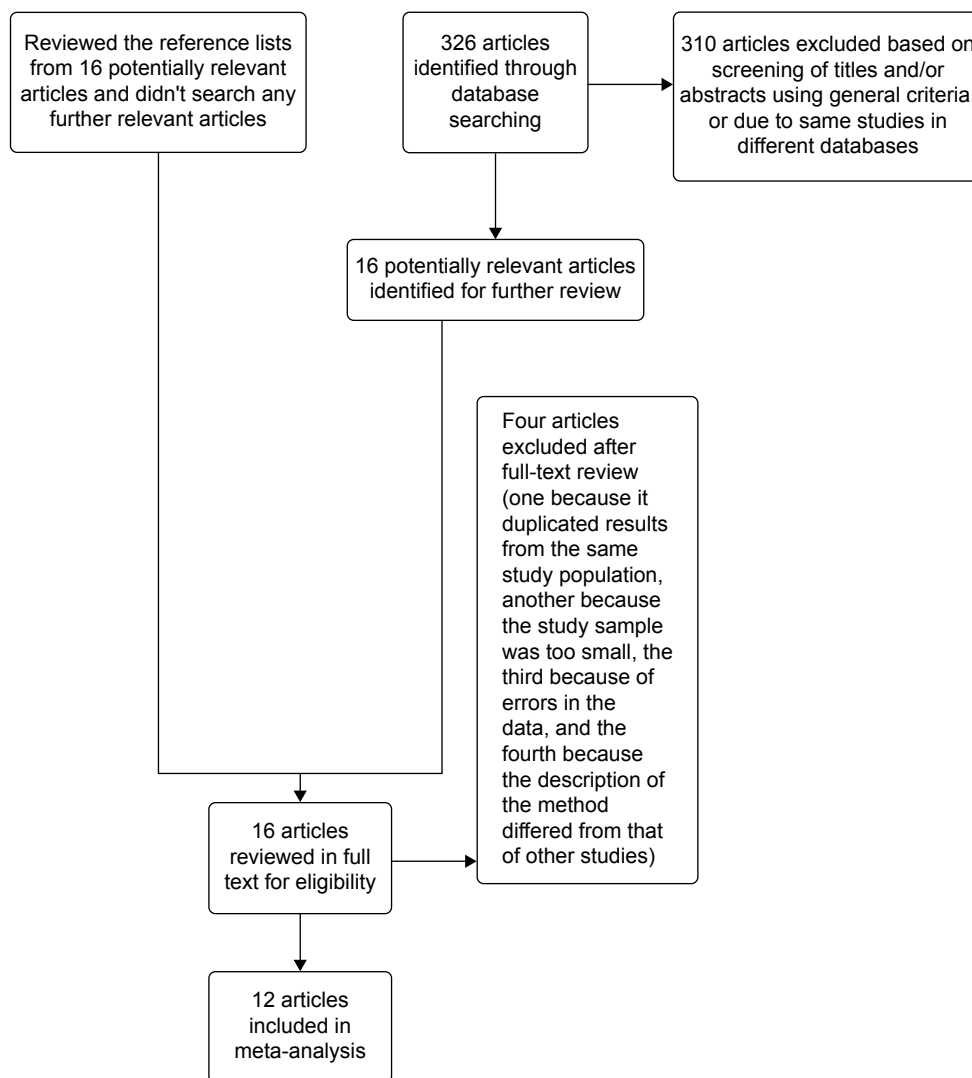 Reviewed the reference lists
from 16 potentially relevant
articles and didn't search any
further relevant articles
326 articles
identified through
database
searching
310 articles excluded based on
screening of titles and/or
abstracts using general criteria
or due to same studies in
different databases
16 potentially relevant articles
identified for further review
Four articles
excluded after
full-text review
(one because it
duplicated results
from the same
study population,
another because
the study sample
was too small, the
third because of
errors in the
data, and the
fourth because
the description of
the method
differed from that
of other studies)
16 articles
reviewed in full
text for eligibility
12 articles
included in
meta-analysis